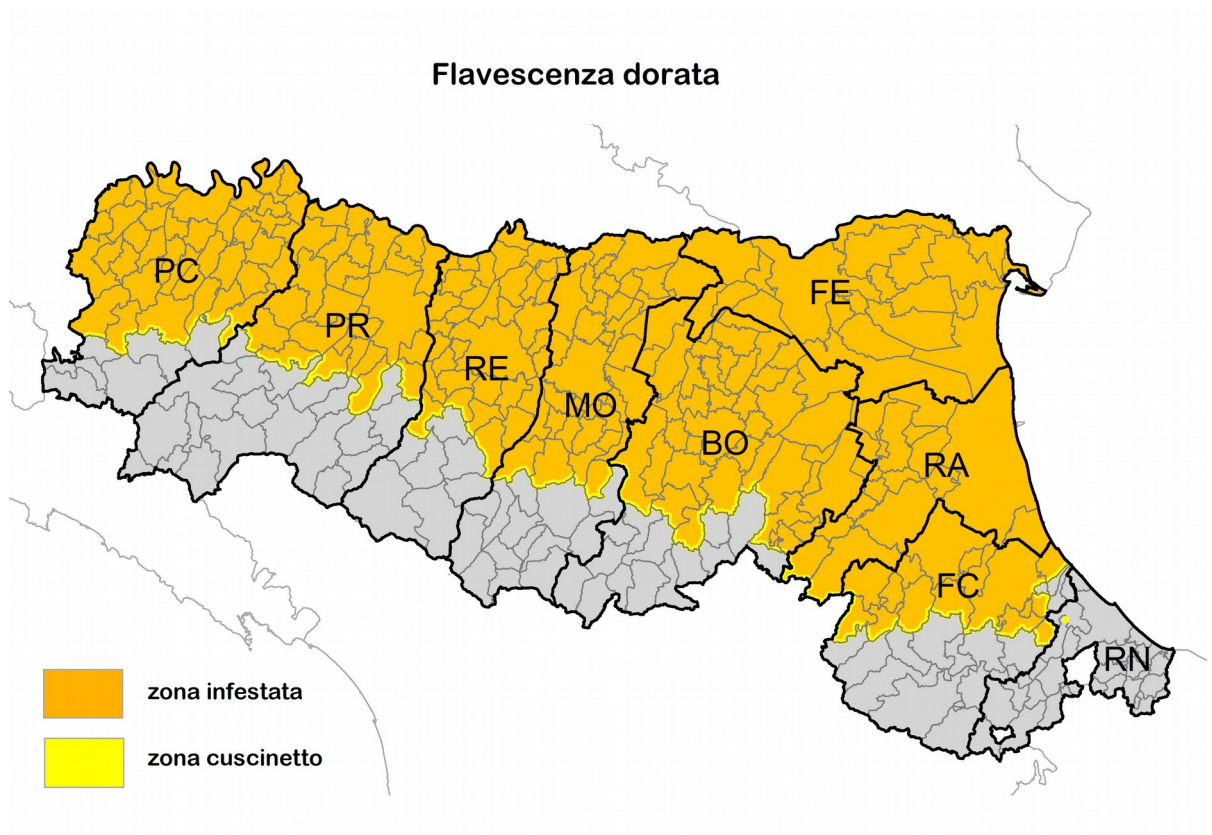 Flavescenza dorata
PC
PR
FE
RE
MO
BO
RA
FC
RN
zona infestata
zona cuscinetto